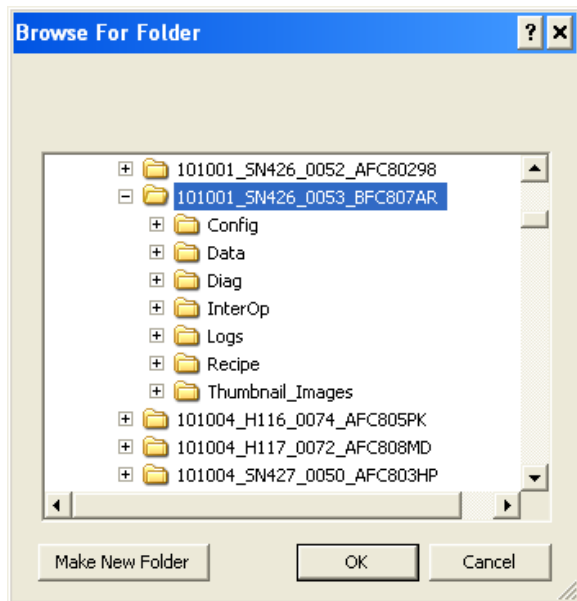 Browse For Folder
101001_SN426_0052_AFC80298
101001_SN426_0053_BFC807AR
Config
Data
Diag
InterOp
Logs
Recipe
Thumbnail_Images
101004_H116_0074_AFC805PK
101004_H117_0072_AFC808MD
101004_SN427_0050_AFC803HP
Make New Folder OK Cancel